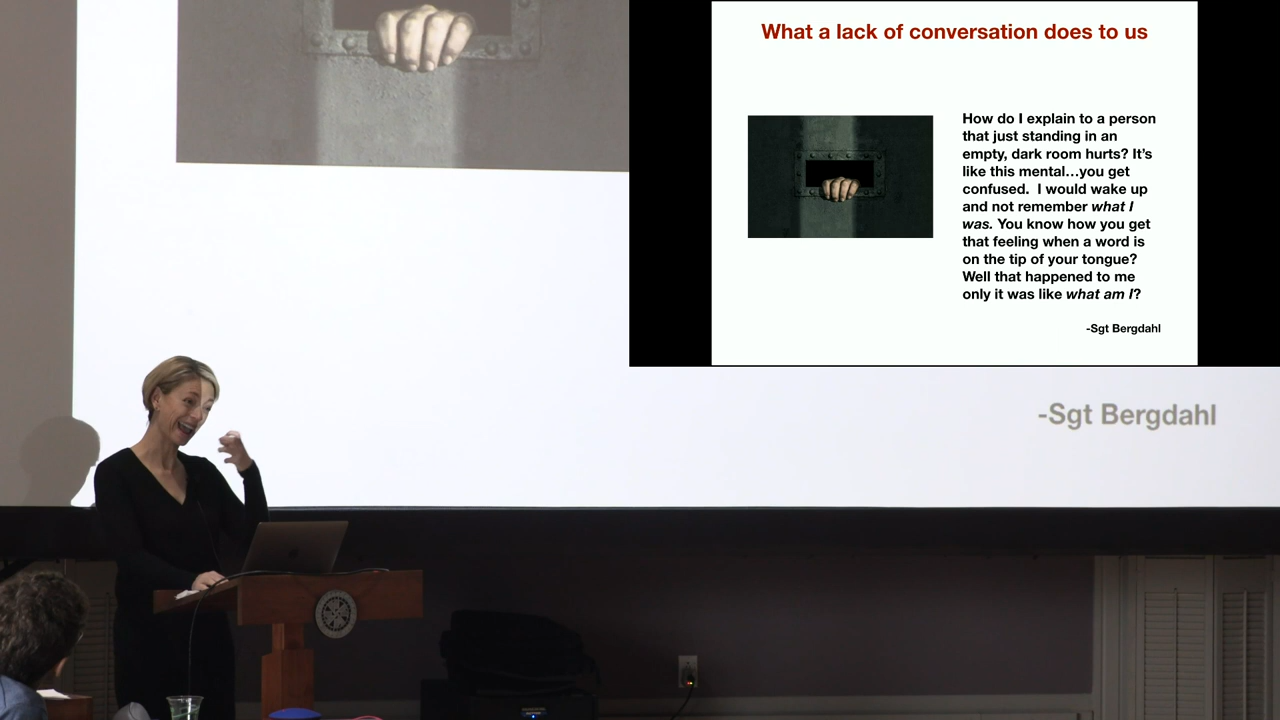 What a lack of conversation does to us
How do I explain to a person
that just standing in an
empty, dark room hurts? It's
like this mental...you get
confused.  I would wake up
and not remember what I
was. You know how you get
that feeling when a word is
on the tip of your tongue?
Well that happened to me
only it was like what am I?
-Sgt Bergdahl
-Sgt Bergdahl